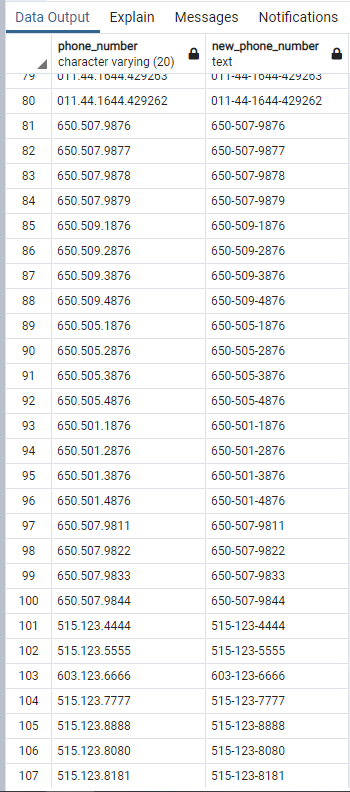 Data Output Explain Messages Notifications
phone_number new_phone_number
character varying (20) text
79 011.44.1644.429263 011-44-1644-429263
80 011.44.1644.429262 011-44-1644-429262
81 650.507.9876 650-507-9876
82 650.507.9877 650-507-9877
83 650.507.9878 650-507-9878
84 650.507.9879 650-507-9879
85 650.509.1876 650-509-1876
86 650.509.2876 650-509-2876
87 650.509.3876 650-509-3876
88 650.509.4876 650-509-4876
89 650.505.1876 650-505-1876
90 650.505.2876 650-505-2876
91 650.505.3876 650-505-3876
92 650.505.4876 650-505-4876
93 650.501.1876 650-501-1876
94 650.501.2876 650-501-2876
95 650.501.3876 650-501-3876
96 650.501.4876 650-501-4876
97 650.507.9811 650-507-9811
98 650.507.9822 650-507-9822
99 650.507.9833 650-507-9833
100 650.507.9844 650-507-9844
101 515.123.4444 515-123-4444
102 515.123.5555 515-123-5555
103 603.123.6666 603-123-6666
104 515.123.7777 515-123-7777
105 515.123.8888 515-123-8888
106 515.123.8080 515-123-8080
107 515.123.8181 515-123-8181